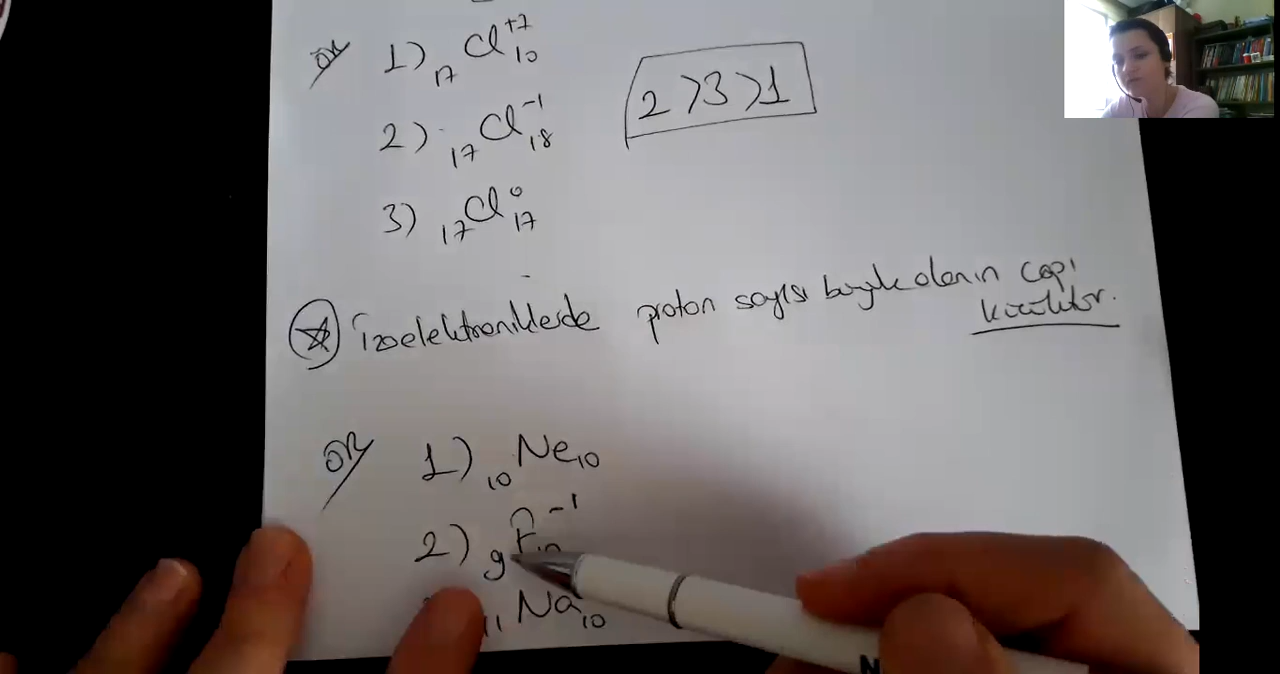 ÖR 1) 17Cl+7 10
2) 17Cl-1 18
3) 17Cl0 17
2>3>1
İzoelektroniklerde proton sayısı büyük olanın çapı
küçüktür.
ÖR 1) 10Ne10
2) 9F-1 10
11Na10
N